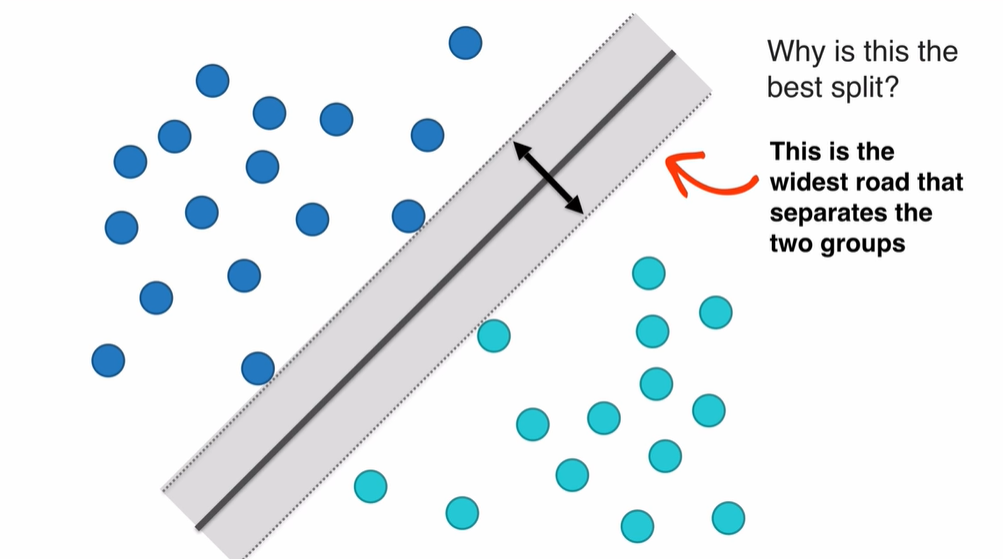 Why is this the
best split?
This is the
widest road that
separates the
two groups